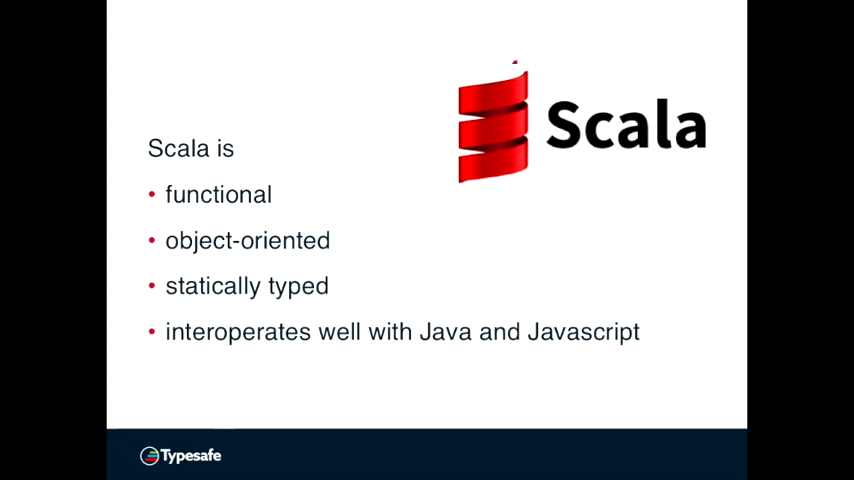 Scala
Scala is
• functional
• object-oriented
• statically typed
• interoperates well with Java and Javascript
Typesafe